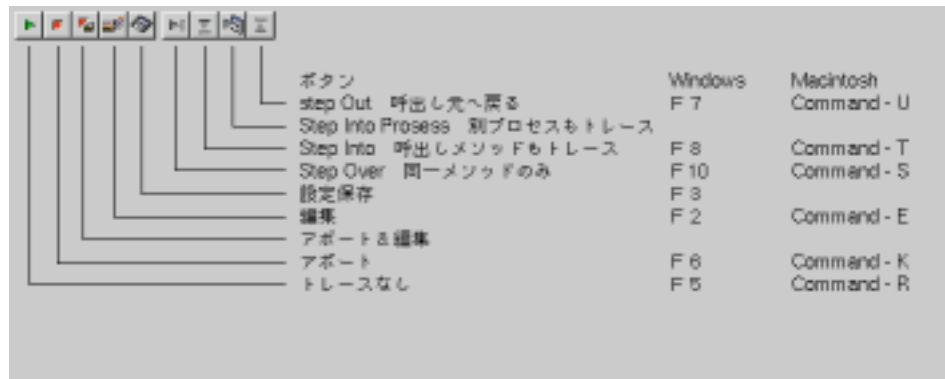 ボタン Windows Macintosh
step Out 呼出し元へ戻る F 7 Command - U
Step Into Prosess 別プロセスもトレース
Step Into 呼出しメソッドもトレース F 8 Command - T
Step Over 同一メソッドのみ F 10 Command - S
設定保存 F 3
編集 F 2 Command - E
アボート&編集
アボート F 6 Command - K
トレースなし F 5 Command - R